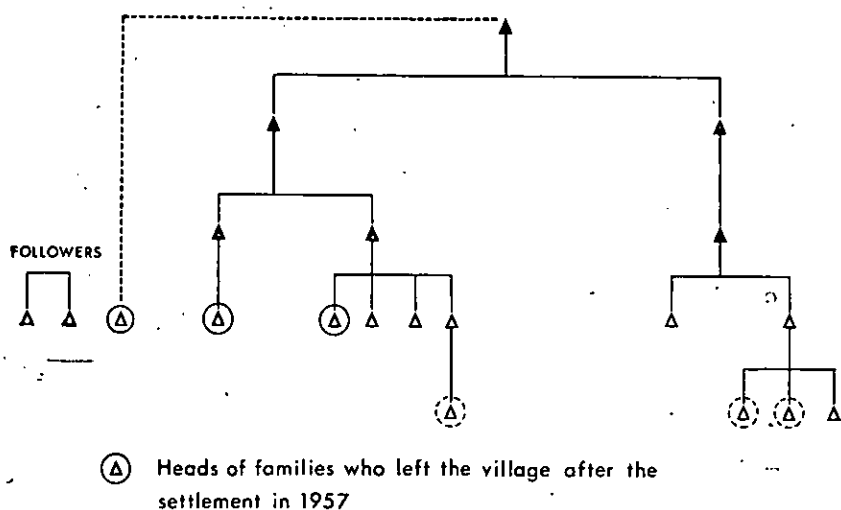 FOLLOWERS
Heads of families who left the village after the
settlement in 1957